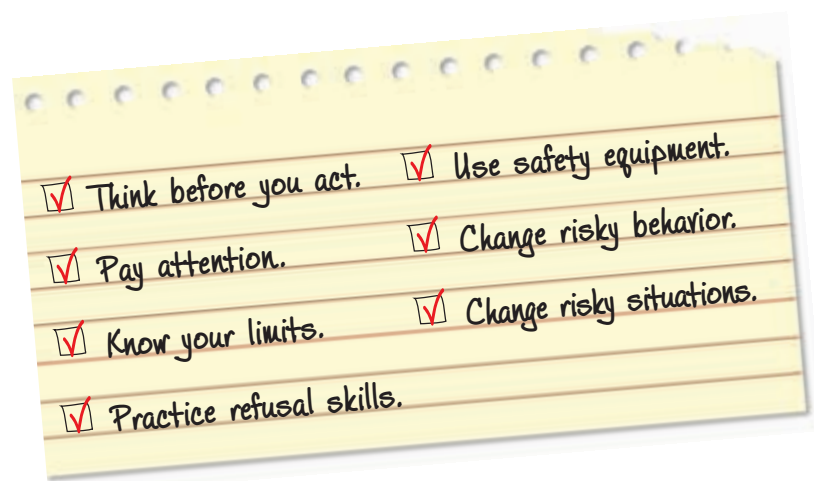 Think before you act.
Pay attention.
Know your limits.
Practice refusal skills.
Use safety equipment.
Change risky behavior.
Change risky situations.